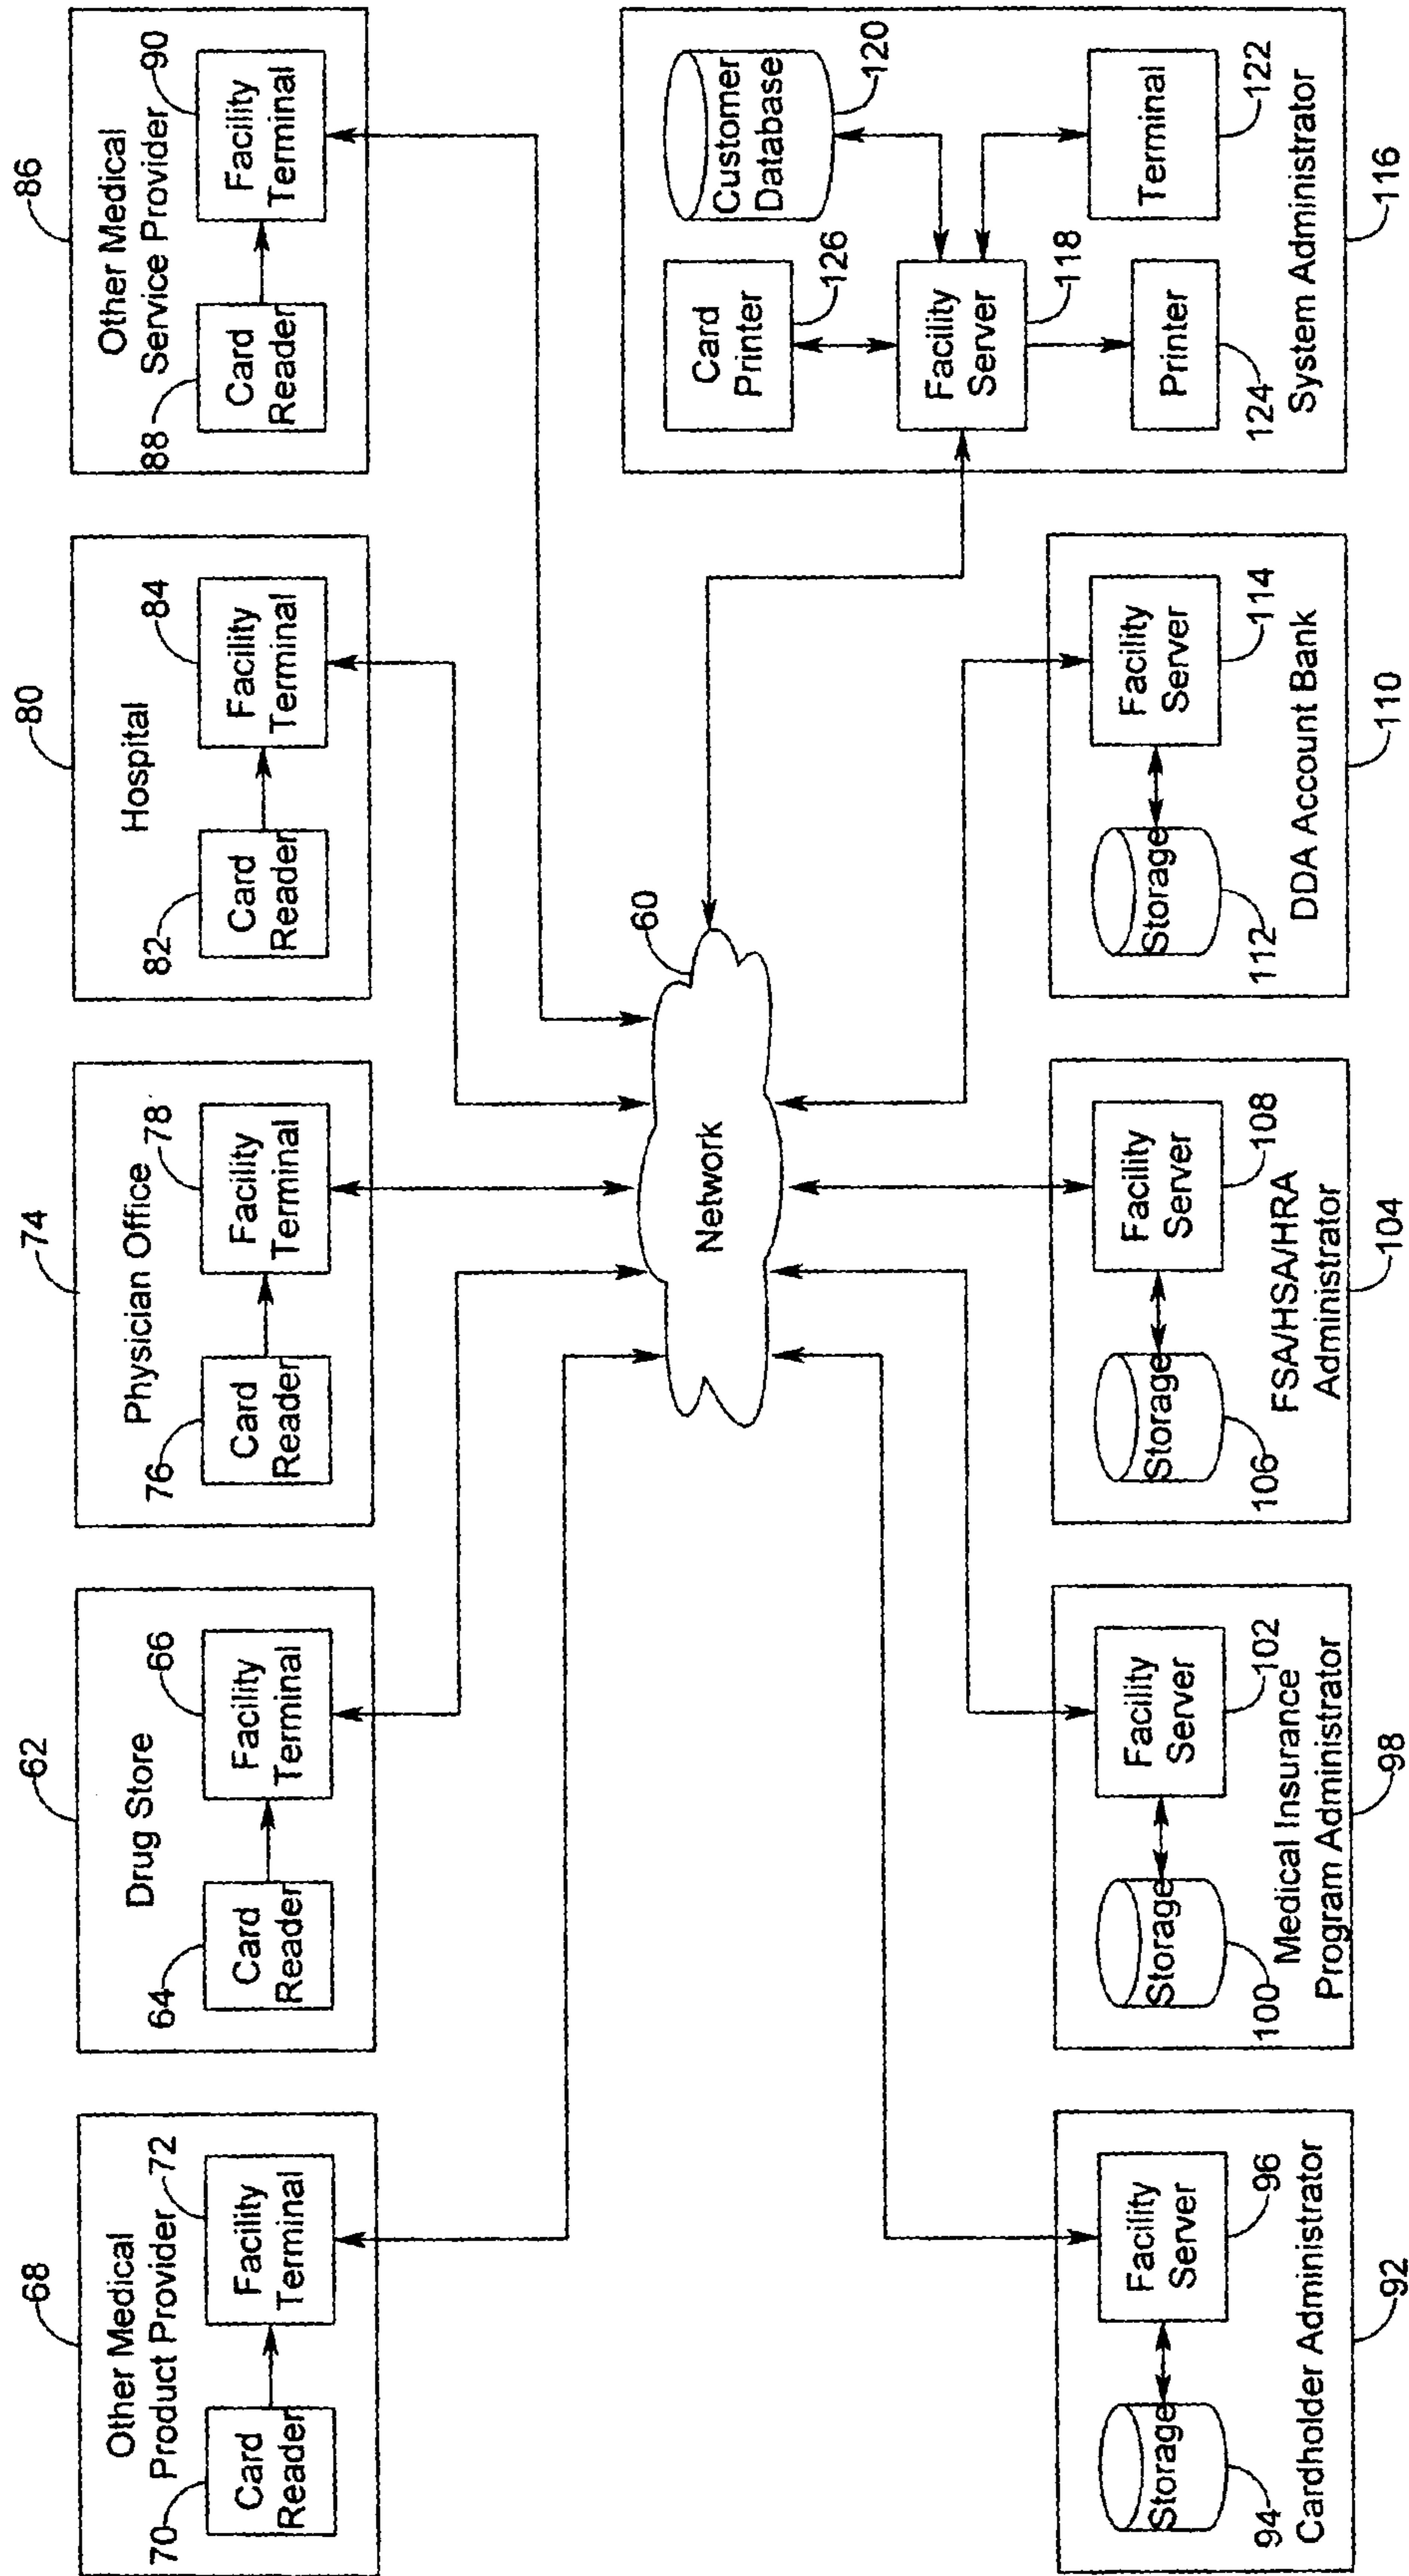 68
Other Medical
Product Provider
72
Facility
Terminal
70
Card
Reader
62
Drug Store
66
Facility
Terminal
64
Card
Reader
74
Physician Office
78
Facility
Terminal
76
Card
Reader
80
Hospital
84
Facility
Terminal
82
Card
Reader
86
Other Medical
Service Provider
90
Facility
Terminal
88
Card
Reader
60
Network
Storage
94
Facility
Server
96
Cardholder Administrator
92
Storage
100
Facility
Server
102
Medical Insurance
Program Administrator
98
Storage
106
Facility
Server
108
FSA/HSA/HRA
Administrator
104
Storage
112
Facility
Server
114
DDA Account Bank
110
Card
Printer
126
Customer
Database
120
Facility
Server
118
Printer
124
Terminal
122
System Administrator
116